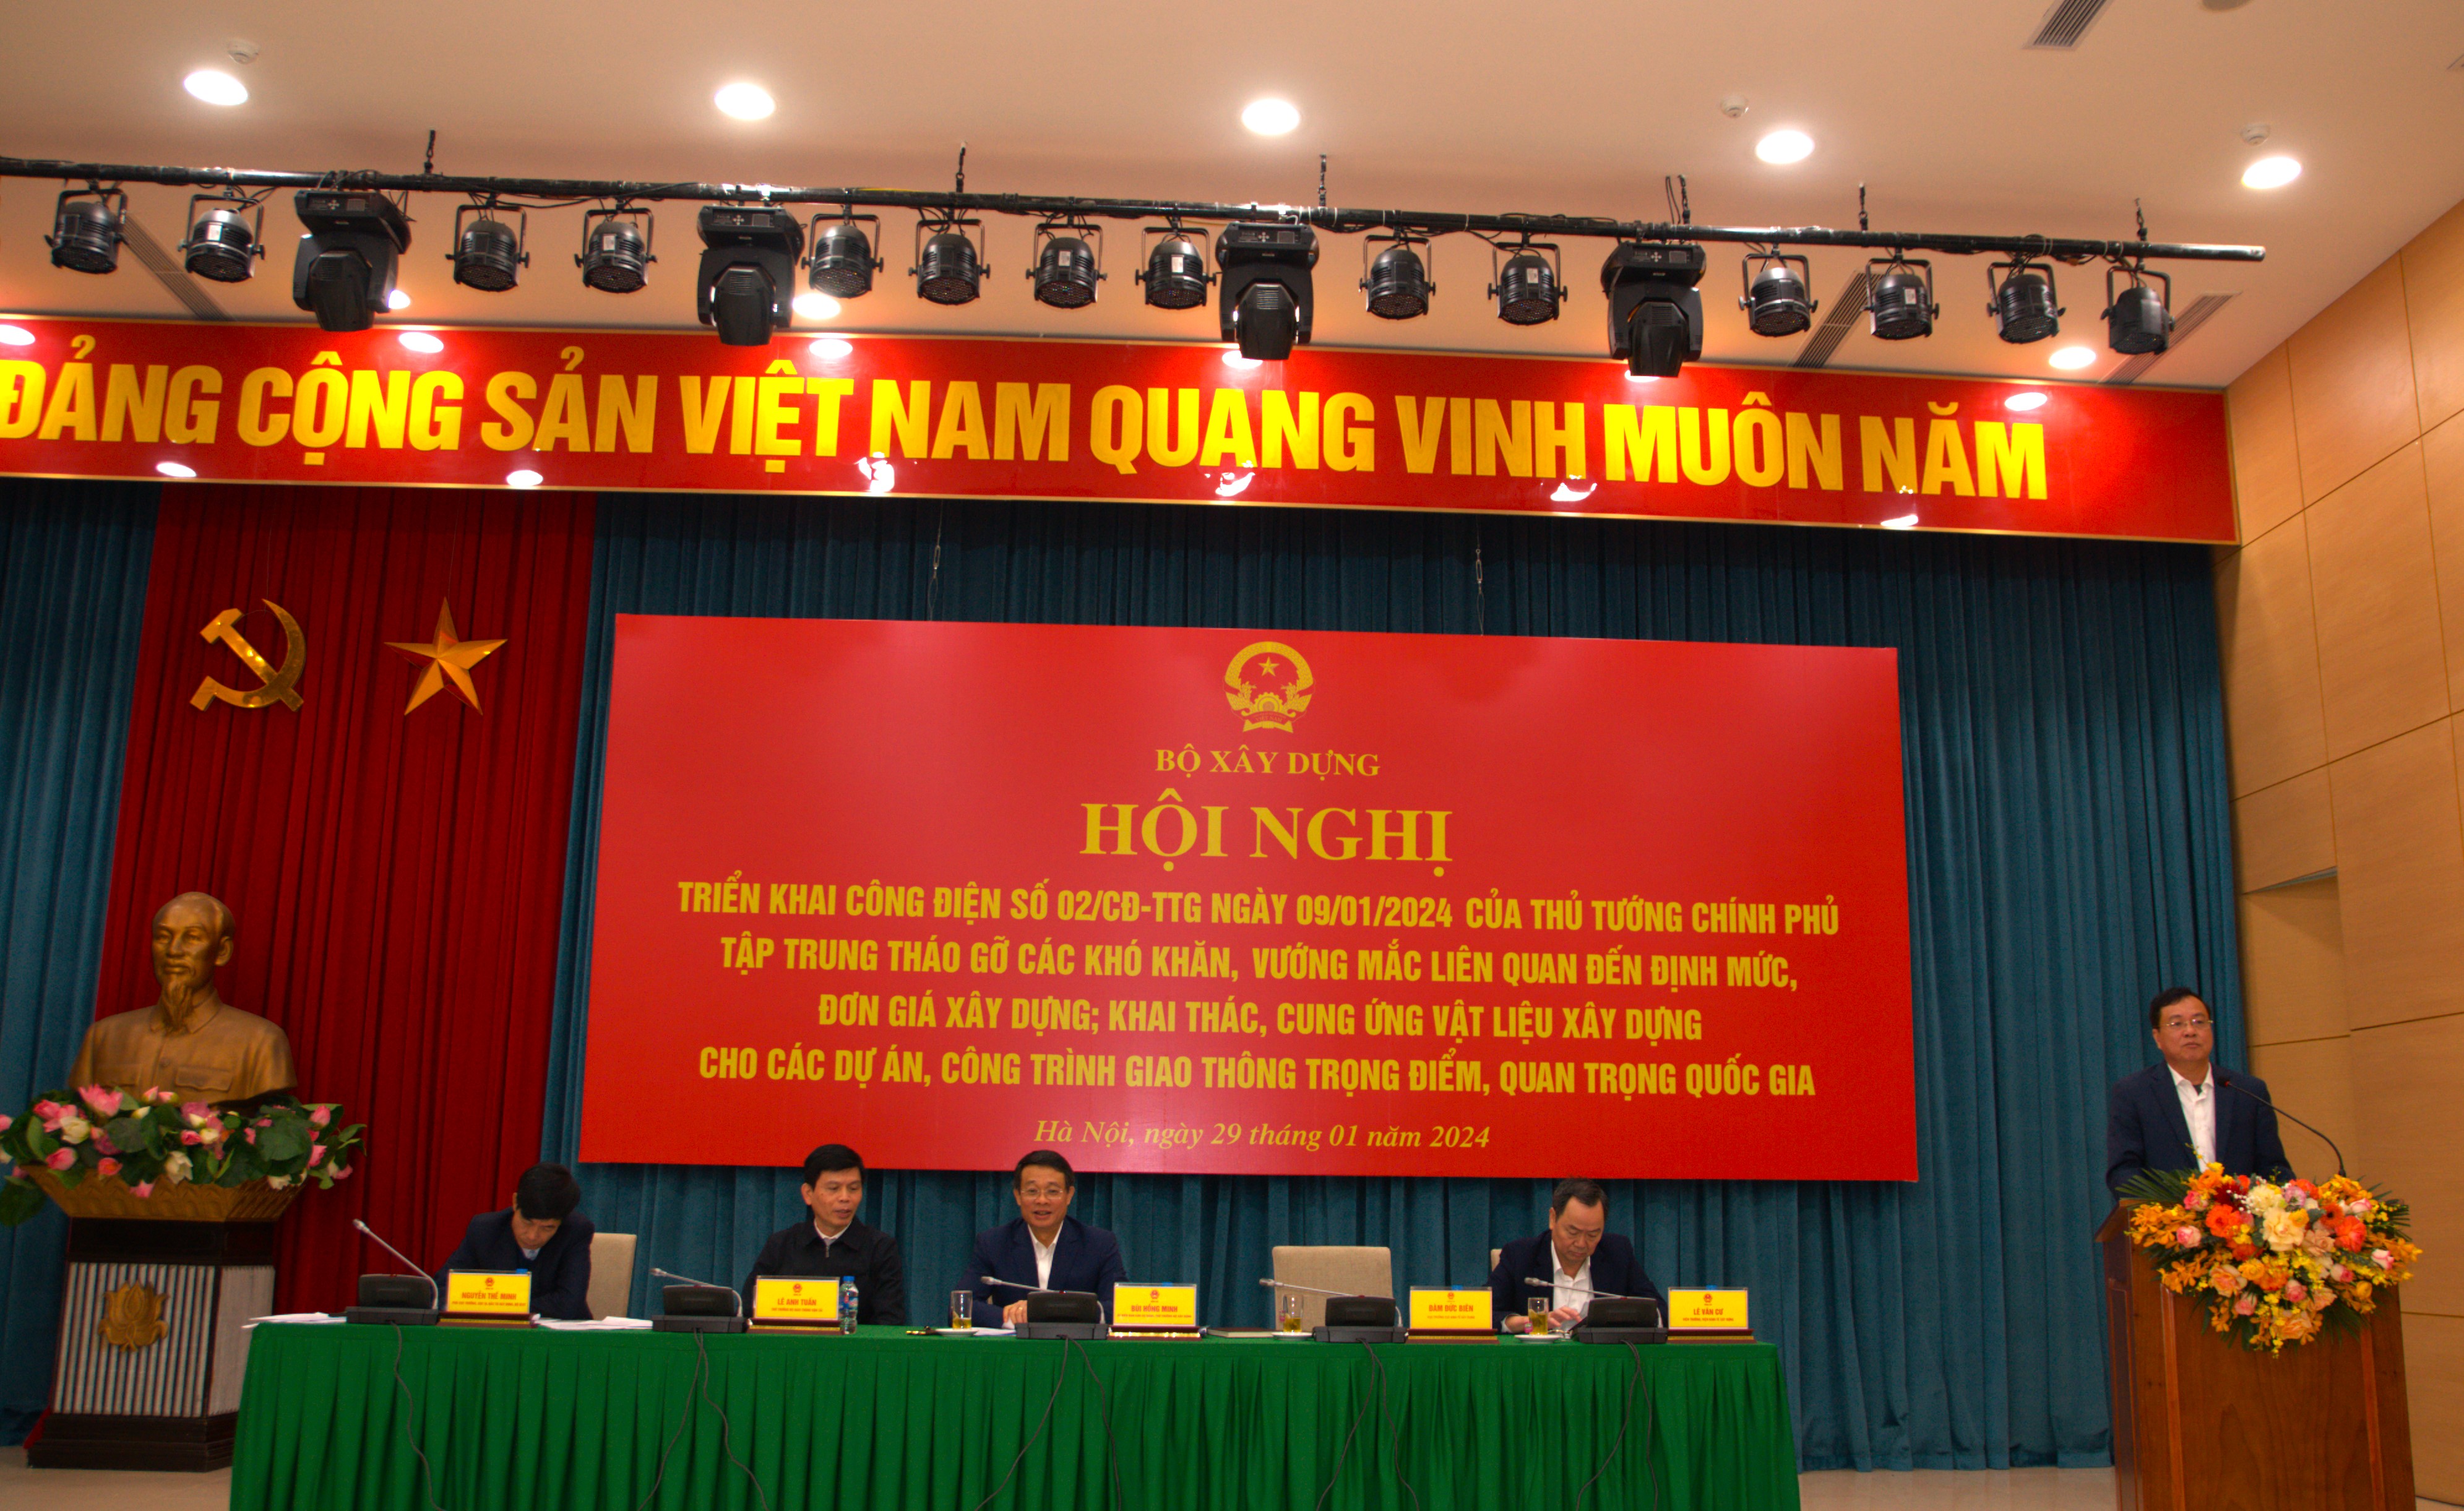 ĐẢNG CỘNG SẢN VIỆT NAM QUANG VINH MUÔN NĂM
BỘ XÂY DỰNG
HỘI NGHỊ
TRIỂN KHAI CÔNG ĐIỆN SỐ 02/CĐ-TTG NGÀY 09/01/2024 CỦA THỦ TƯỚNG CHÍNH PHỦ
TẬP TRUNG THÁO GỠ CÁC KHÓ KHĂN, VƯỚNG MẮC LIÊN QUAN ĐẾN ĐỊNH MỨC,
ĐƠN GIÁ XÂY DỰNG; KHAI THÁC, CUNG ỨNG VẬT LIỆU XÂY DỰNG
CHO CÁC DỰ ÁN, CÔNG TRÌNH GIAO THÔNG TRỌNG ĐIỂM, QUAN TRỌNG QUỐC GIA
Hà Nội, ngày 29 tháng 01 năm 2024
NGUYỄN THẾ MINH
LÊ ANH TUẤN
BÙI HỒNG MINH
ĐÀM ĐỨC BIÊN
LÊ VĂN CƯ